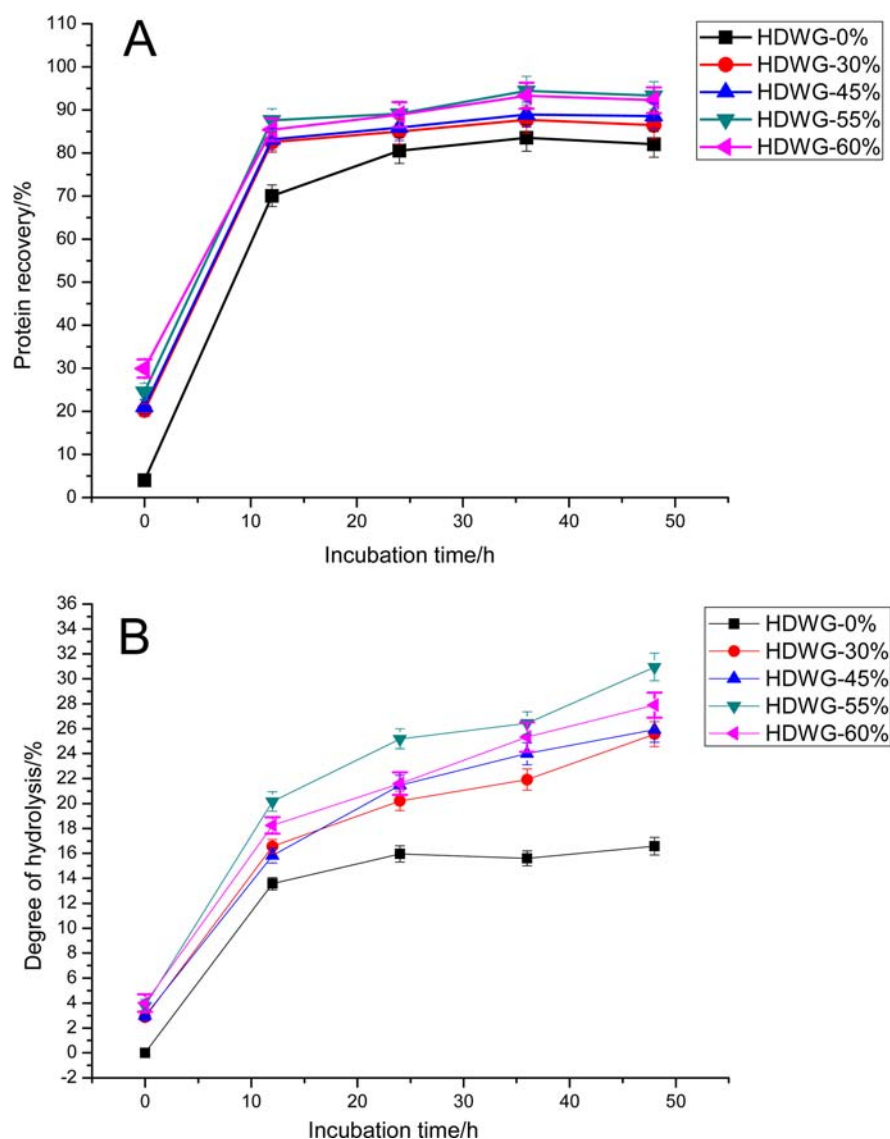 A
HDWG-0%
HDWG-30%
HDWG-45%
HDWG-55%
HDWG-60%
Protein recovery/%
110
100
90
80
70
60
50
40
30
20
10
0
0 10 20 30 40 50
Incubation time/h
B
HDWG-0%
HDWG-30%
HDWG-45%
HDWG-55%
HDWG-60%
Degree of hydrolysis/%
36
34
32
30
28
26
24
22
20
18
16
14
12
10
8
6
4
2
0
-2
0 10 20 30 40 50
Incubation time/h